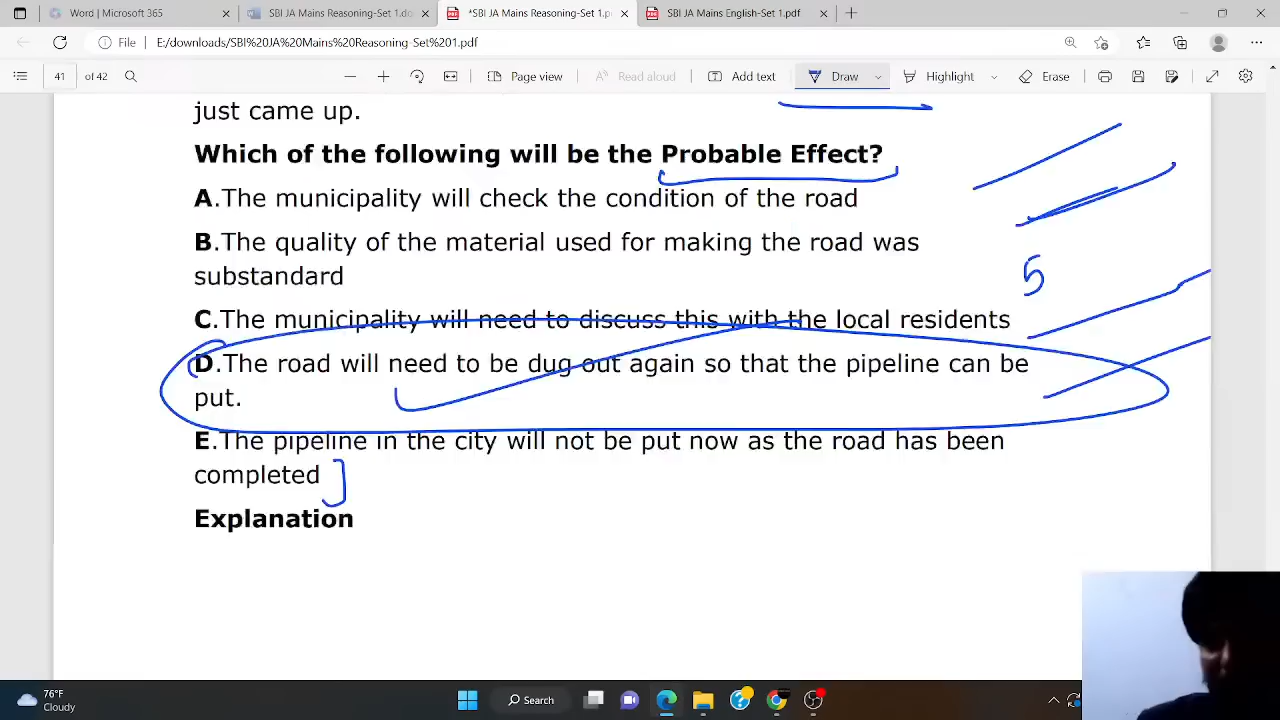 Word | Microsoft 365
SBI JA Mains Reasoning-Set 1.do
*SBI JA Mains Reasoning-Set 1.p
SBI JA Mains English-Set 1.pdf
File
E:/downloads/SBI%20JA%20Mains%20Reasoning-Set%201.pdf
41 of 42
Page view
Read aloud
Add text
Draw
Highlight
Erase
just came up.
Which of the following will be the Probable Effect?
A.The municipality will check the condition of the road
B.The quality of the material used for making the road was
substandard
5
C.The municipality will need to discuss this with the local residents
D.The road will need to be dug out again so that the pipeline can be
put.
E.The pipeline in the city will not be put now as the road has been
completed
Explanation
76°F
Cloudy
Search